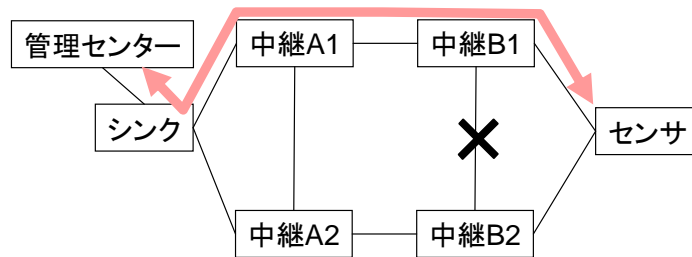 管理センター
中継A1
中継B1
シンク
センサ
中継A2
中継B2